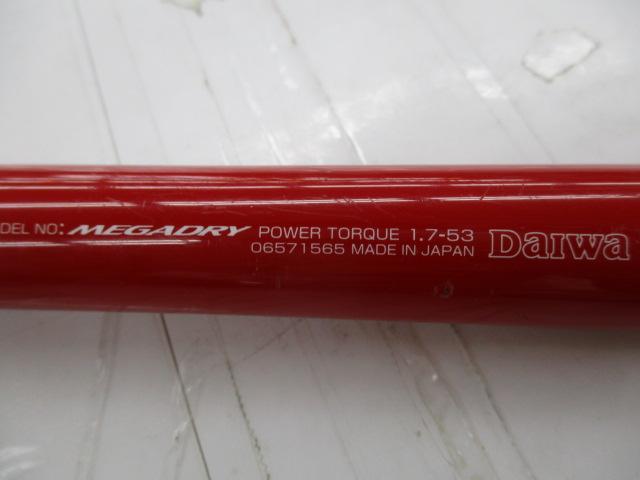 DEL NO: MEGADRY POWER TORQUE 1.7-53 DAIWA
06571565 MADE IN JAPAN